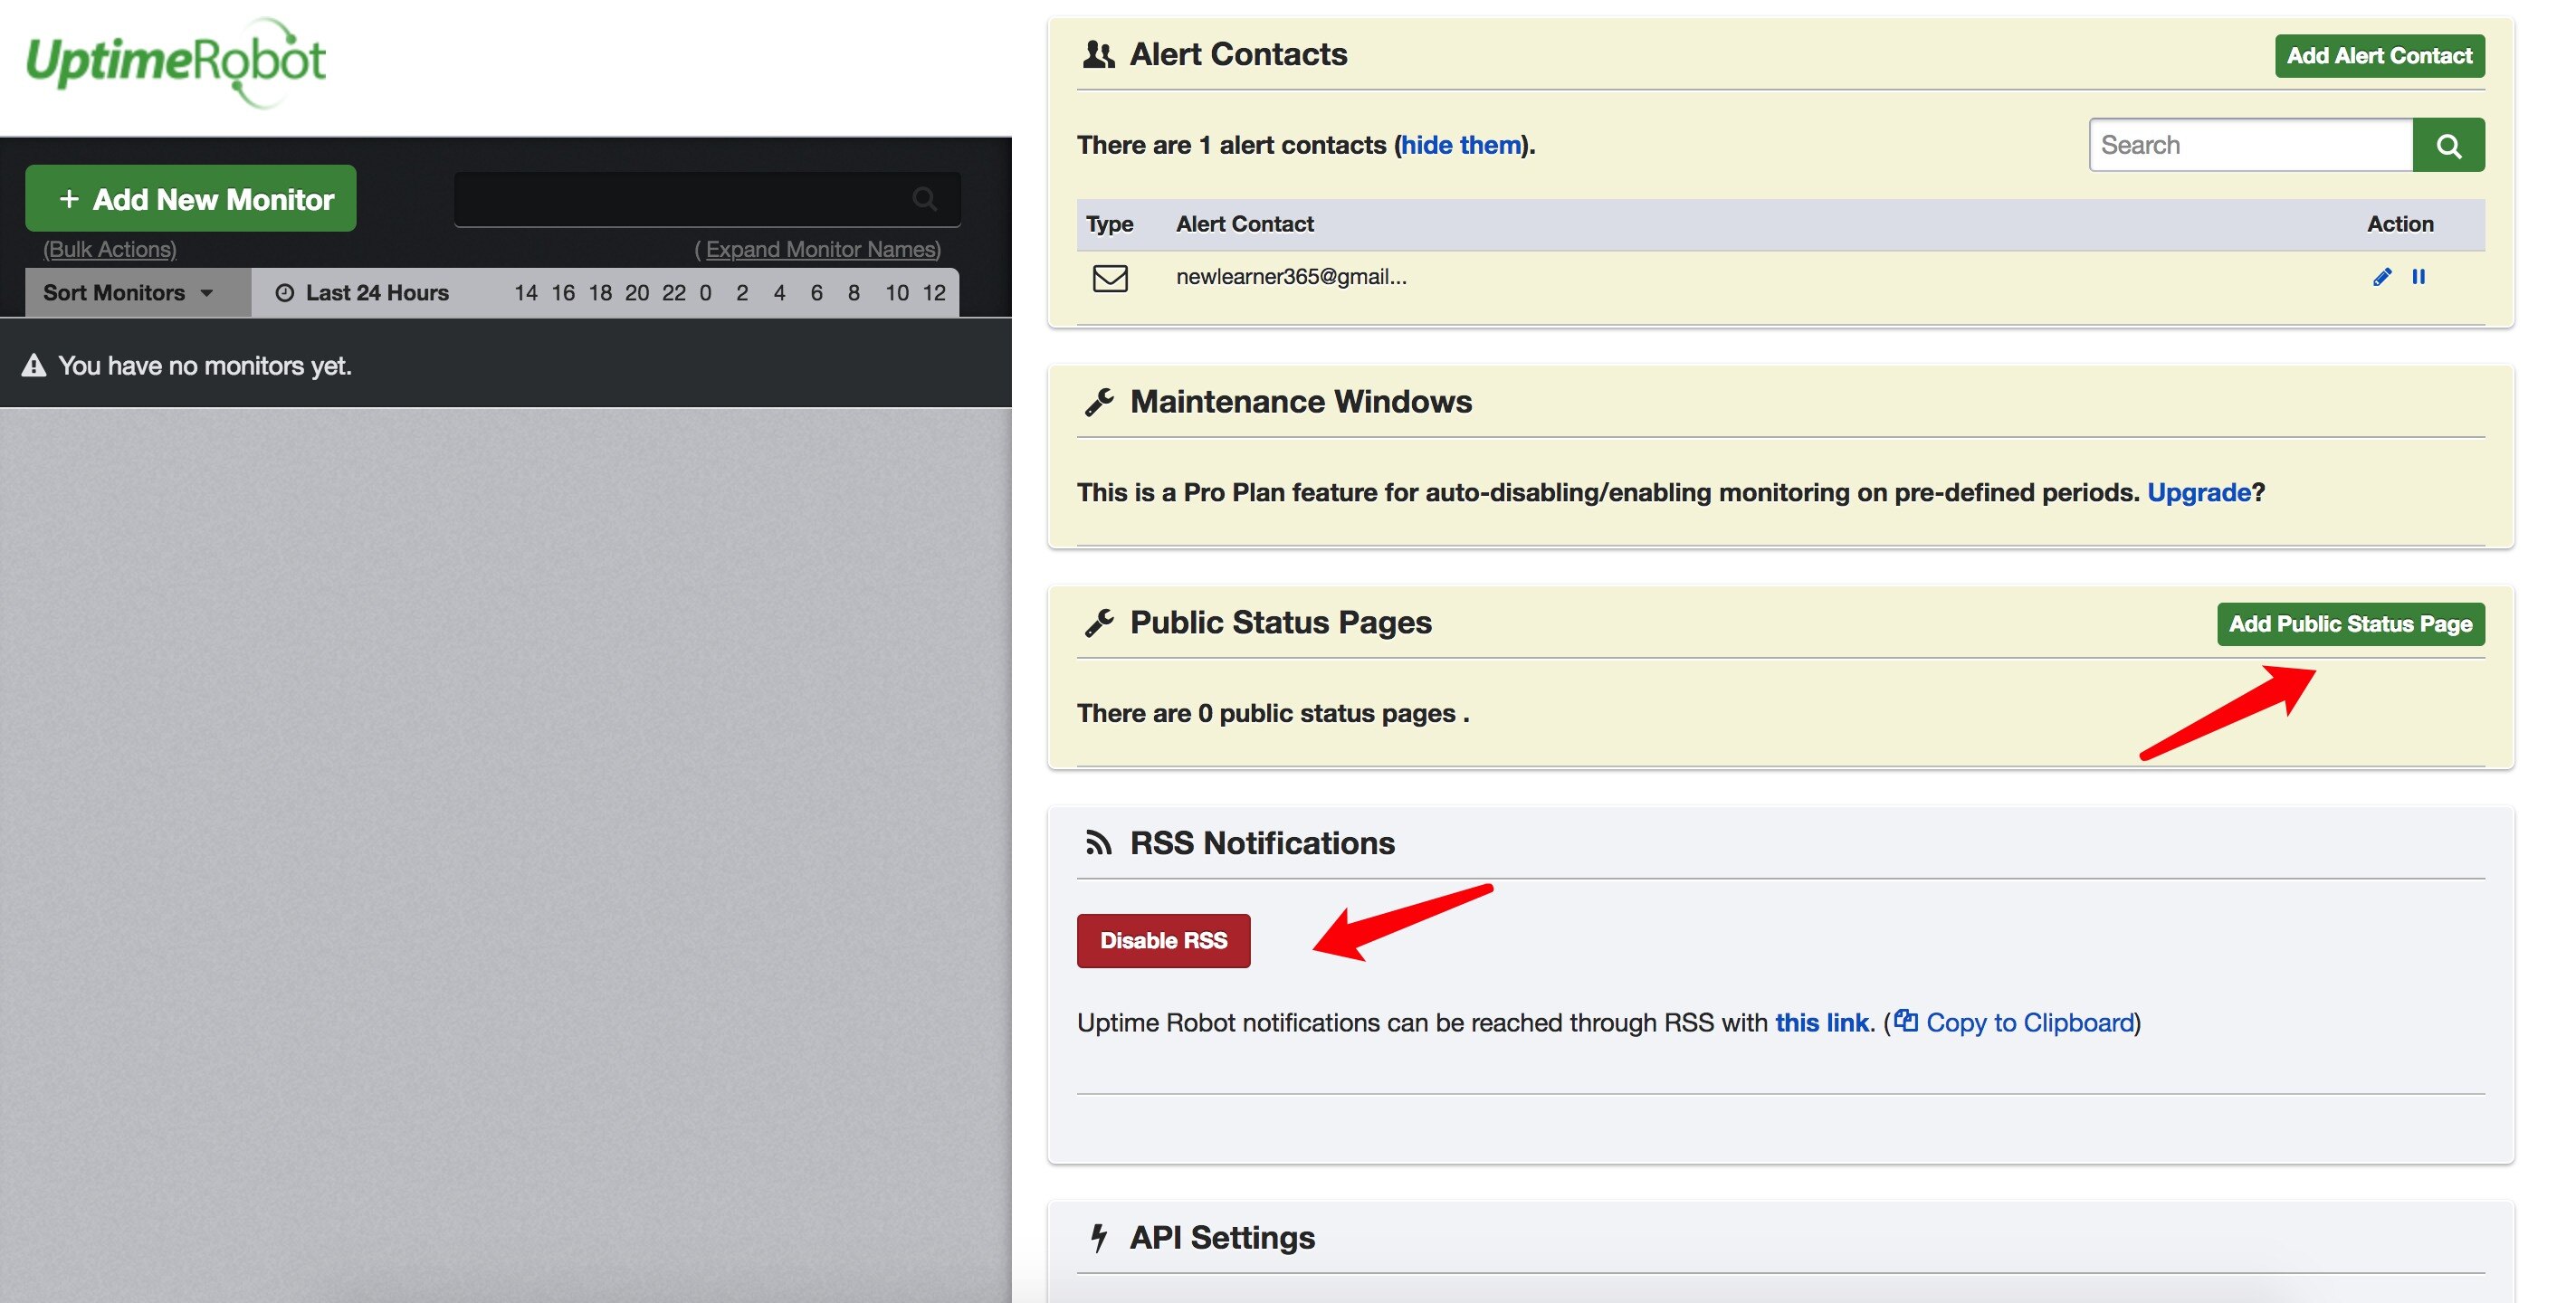 UptimeRobot
+ Add New Monitor
(Bulk Actions)
( Expand Monitor Names)
Sort Monitors
Last 24 Hours 14 16 18 20 22 0 2 4 6 8 10 12
You have no monitors yet.
Alert Contacts
Add Alert Contact
There are 1 alert contacts (hide them).
Search
Type Alert Contact Action
newlearner365@gmail...
Maintenance Windows
This is a Pro Plan feature for auto-disabling/enabling monitoring on pre-defined periods. Upgrade?
Public Status Pages
Add Public Status Page
There are 0 public status pages .
RSS Notifications
Disable RSS
Uptime Robot notifications can be reached through RSS with this link. ( Copy to Clipboard)
API Settings